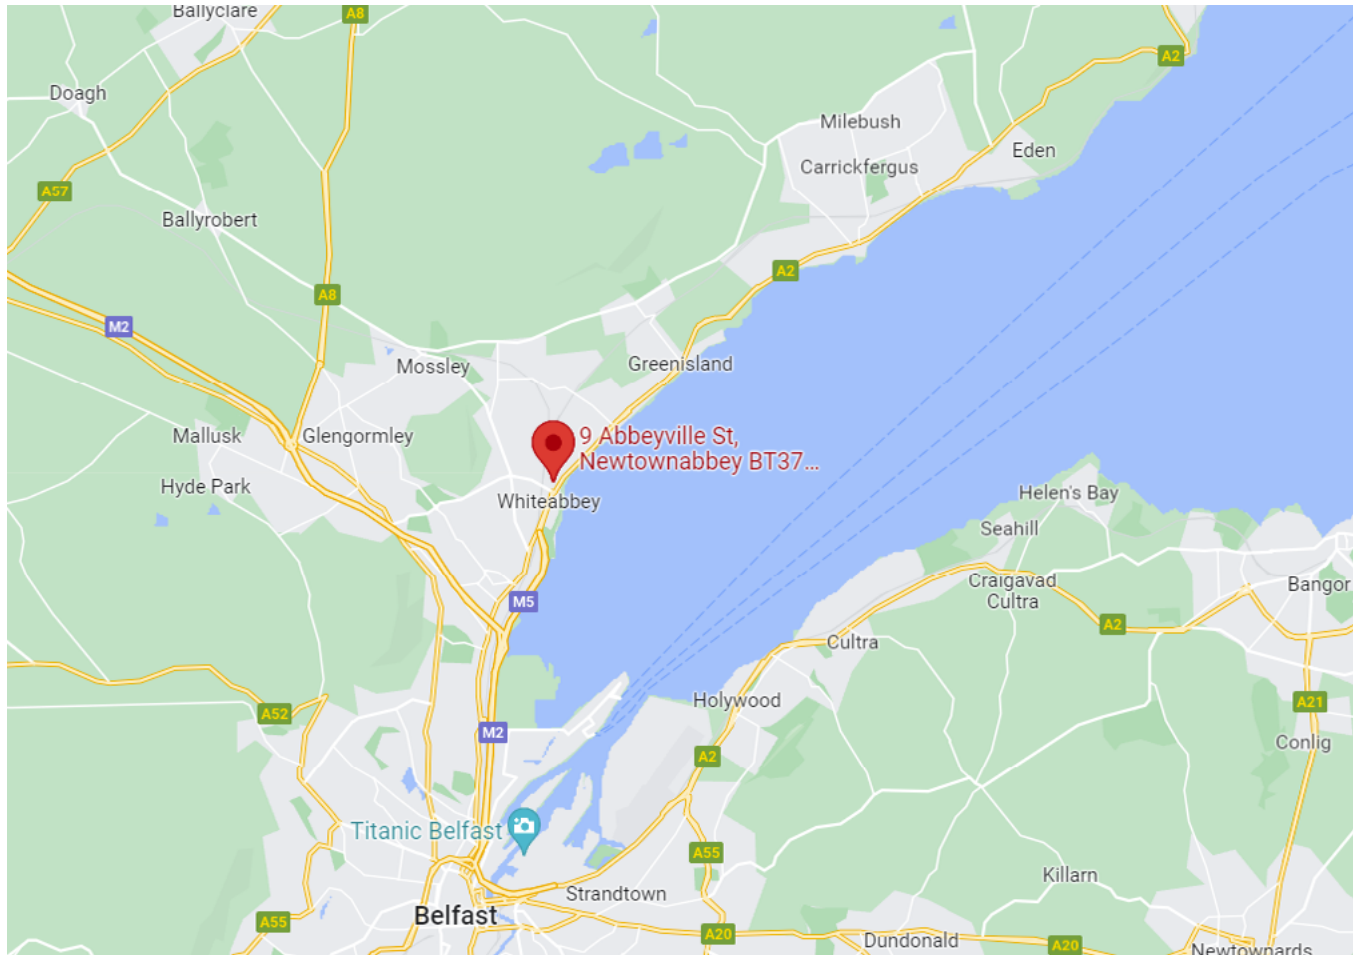 Ballyclare
A8
A2
Doagh
Milebush
Eden
Carrickfergus
A57
Ballyrobert
A2
A8
M2
Mossley
Greenisland
Mallusk
Glengormley
9 Abbeyville St,
Newtownabbey BT37...
Hyde Park
Whiteabbey
Helen's Bay
Seahill
Craigavad
Cultra
Bangor
M5
A2
Cultra
Holywood
A21
A52
M2
Conlig
A2
Titanic Belfast
A55
Killarn
Strandtown
Belfast
A55
A20
Dundonald
A20
Newtownards